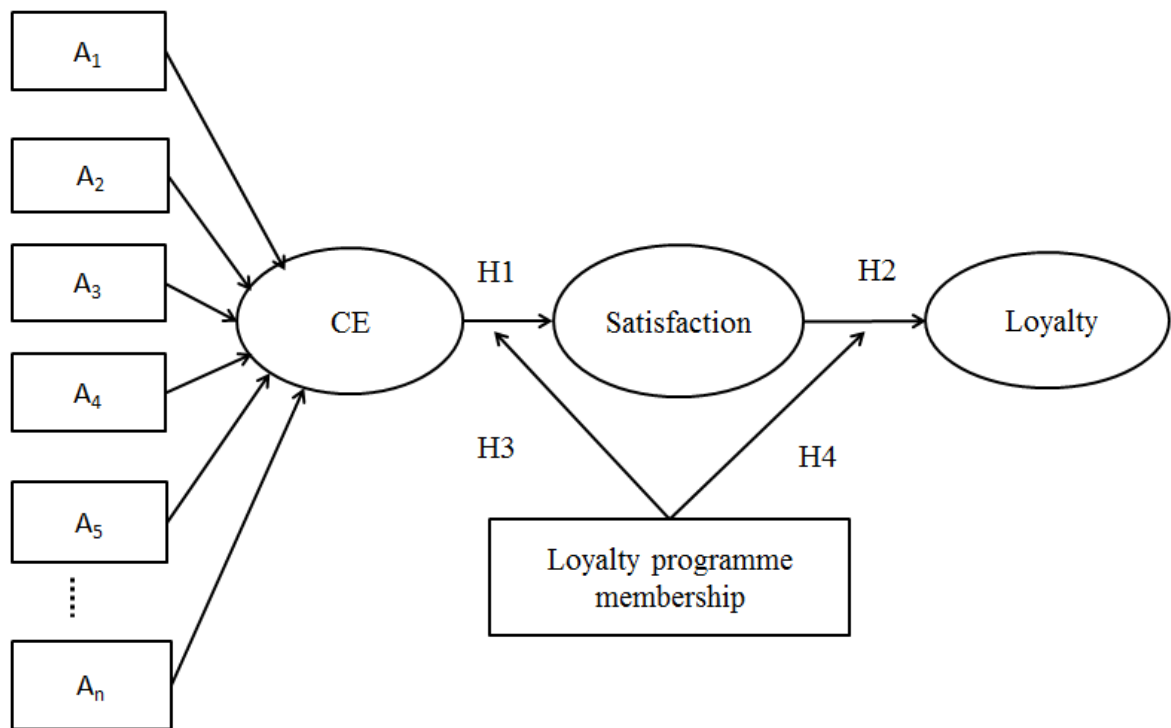 A₁
A₂
A₃
A₄
A₅
Aₙ
CE
H1
Satisfaction
H2
Loyalty
H3
H4
Loyalty programme
membership